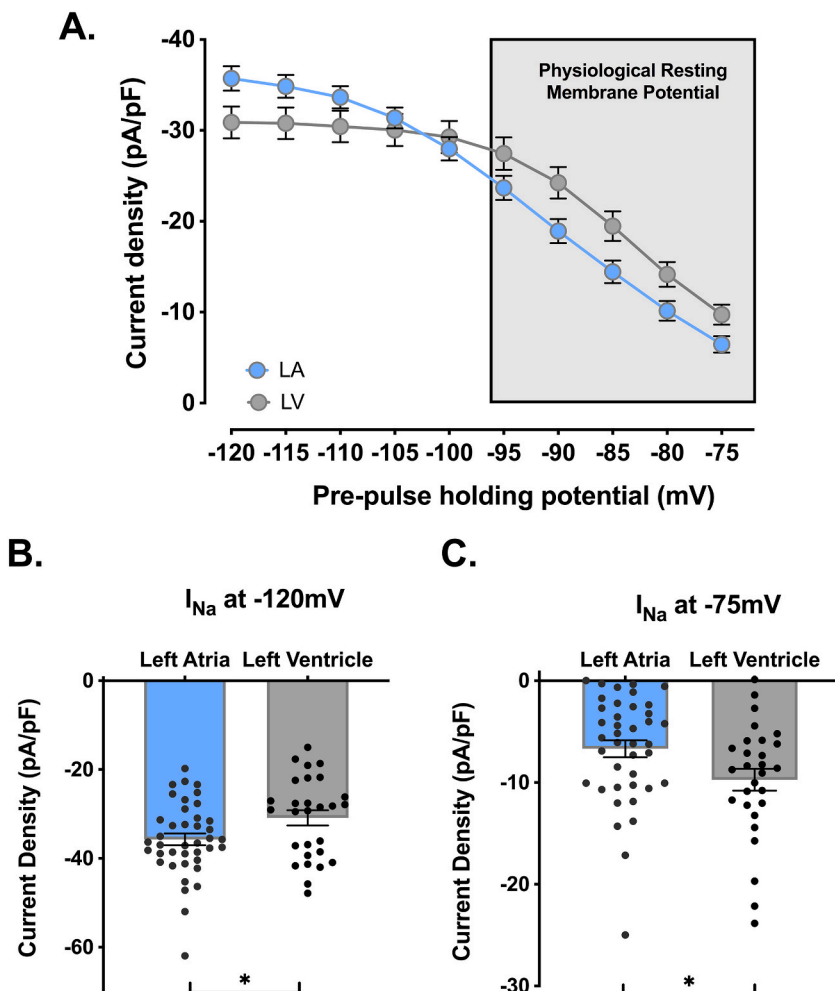 A.
-40
-30
-20
-10
0
Current density (pA/pF)
Physiological Resting
Membrane Potential
LA
LV
-120 -115 -110 -105 -100 -95 -90 -85 -80 -75
Pre-pulse holding potential (mV)
B.
I_Na at -120mV
Left Atria Left Ventricle
0
-20
-40
-60
Current Density (pA/pF)
*
C.
I_Na at -75mV
Left Atria Left Ventricle
0
-10
-20
-30
Current Density (pA/pF)
*